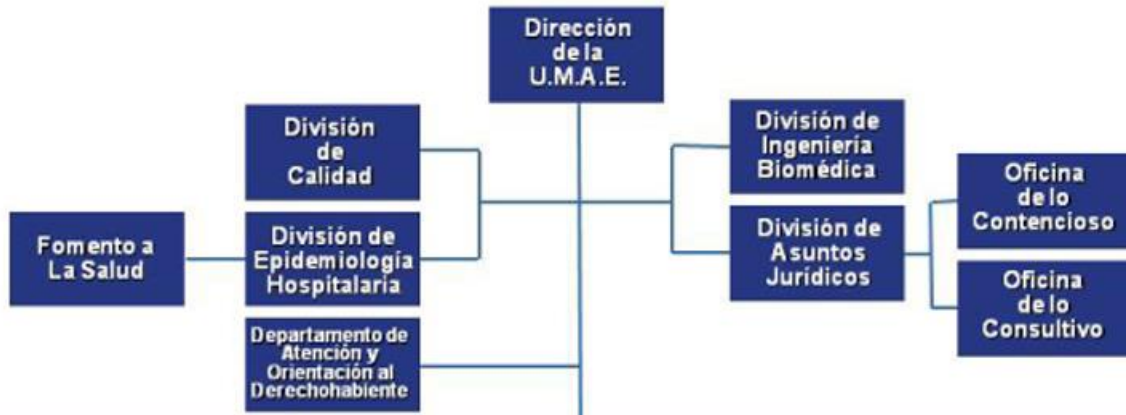 Dirección
de la
U.M.A.E.
División
de
Calidad
División de
Ingeniería
Biomédica
Fomento a
La Salud
División de
Epidemiología
Hospitalaria
División de
Asuntos
Jurídicos
Oficina
de lo
Contencioso
Oficina
de lo
Consultivo
Departamento de
Atención y
Orientación al
Derechohabiente